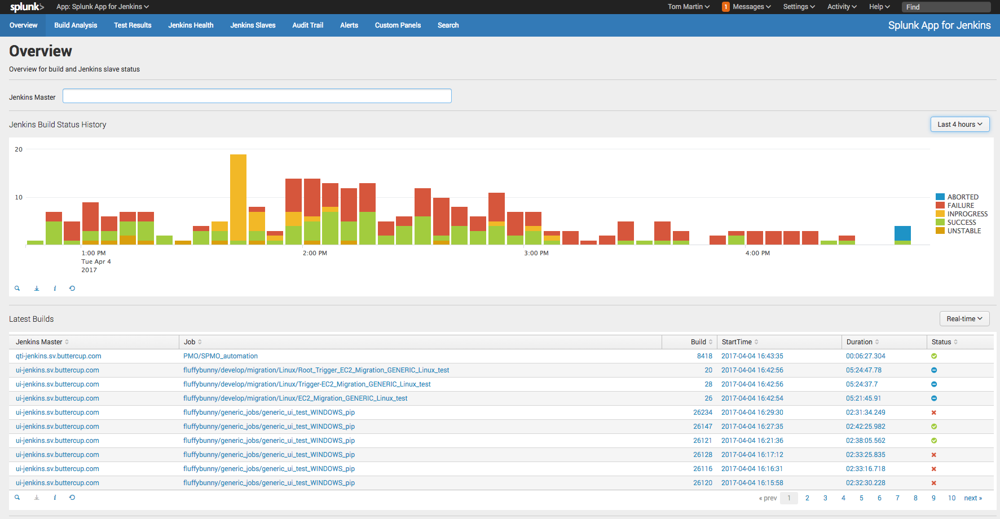 splunk> App: Splunk App for Jenkins Tom Martin 1 Messages Settings Activity Help Find
Overview Build Analysis Test Results Jenkins Health Jenkins Slaves Audit Trail Alerts Custom Panels Search Splunk App for Jenkins
Overview
Overview for build and Jenkins slave status
Jenkins Master
Jenkins Build Status History Last 4 hours
20
10
ABORTED
FAILURE
INPROGRESS
SUCCESS
UNSTABLE
1:00 PM 2:00 PM 3:00 PM 4:00 PM
Tue Apr 4
2017
i
Latest Builds Real-time
Jenkins Master Job Build StartTime Duration Status
qti-jenkins.sv.buttercup.com PMO/SPMO_automation 8418 2017-04-04 16:43:35 00:06:27.304
ui-jenkins.sv.buttercup.com fluffybunny/develop/migration/Linux/Root_Trigger_EC2_Migration_GENERIC_Linux_test 20 2017-04-04 16:42:56 05:24:47.78
ui-jenkins.sv.buttercup.com fluffybunny/develop/migration/Linux/Trigger-EC2_Migration_GENERIC_Linux_test 28 2017-04-04 16:42:56 05:24:37.7
ui-jenkins.sv.buttercup.com fluffybunny/develop/migration/Linux/EC2_Migration_GENERIC_Linux_test 26 2017-04-04 16:42:54 05:21:45.91
ui-jenkins.sv.buttercup.com fluffybunny/generic_jobs/generic_ui_test_WINDOWS_pip 26234 2017-04-04 16:29:30 02:31:34.249
ui-jenkins.sv.buttercup.com fluffybunny/generic_jobs/generic_ui_test_WINDOWS_pip 26147 2017-04-04 16:27:35 02:42:25.982
ui-jenkins.sv.buttercup.com fluffybunny/generic_jobs/generic_ui_test_WINDOWS_pip 26121 2017-04-04 16:21:36 02:38:05.562
ui-jenkins.sv.buttercup.com fluffybunny/generic_jobs/generic_ui_test_WINDOWS_pip 26128 2017-04-04 16:17:12 02:33:25.835
ui-jenkins.sv.buttercup.com fluffybunny/generic_jobs/generic_ui_test_WINDOWS_pip 26116 2017-04-04 16:16:31 02:33:16.718
ui-jenkins.sv.buttercup.com fluffybunny/generic_jobs/generic_ui_test_WINDOWS_pip 26120 2017-04-04 16:15:58 02:32:30.228
i « prev 1 2 3 4 5 6 7 8 9 10 next »